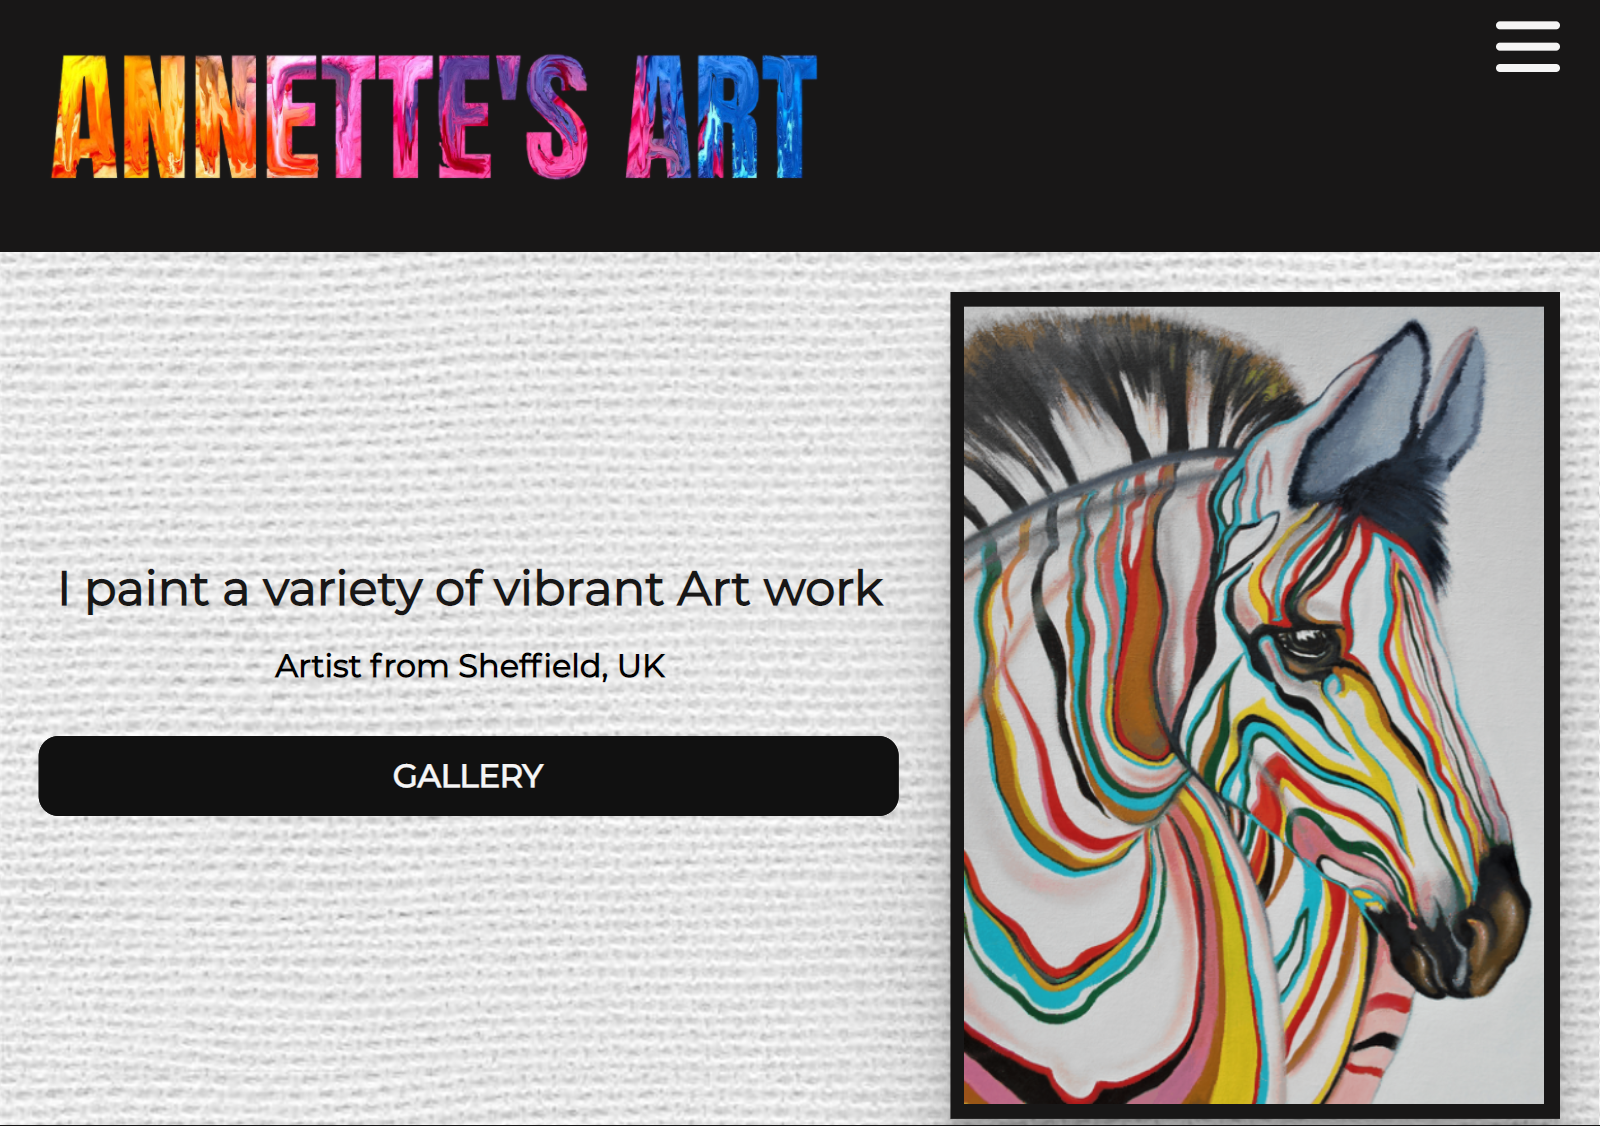 ANNETTE'S ART
I paint a variety of vibrant Art work
Artist from Sheffield, UK
GALLERY